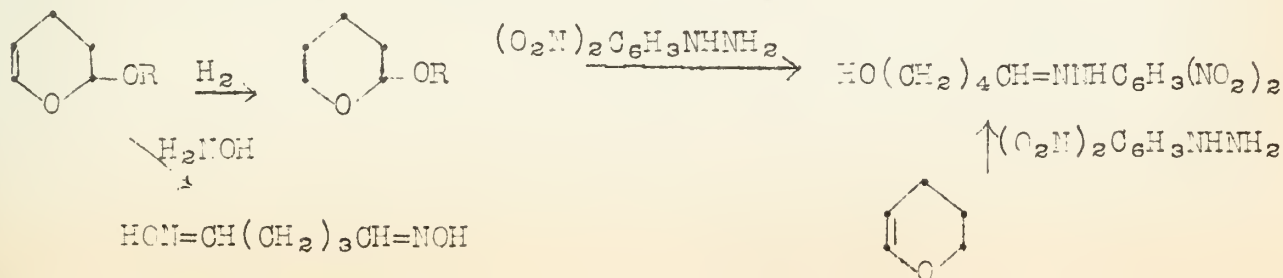 (O₂N)₂C₆H₃NHNH₂
OR H₂ OR HO(CH₂)₄CH=NNHC₆H₃(NO₂)₂
O O
H₂NOH (O₂N)₂C₆H₃NHNH₂
HON=CH(CH₂)₃CH=NOH
O